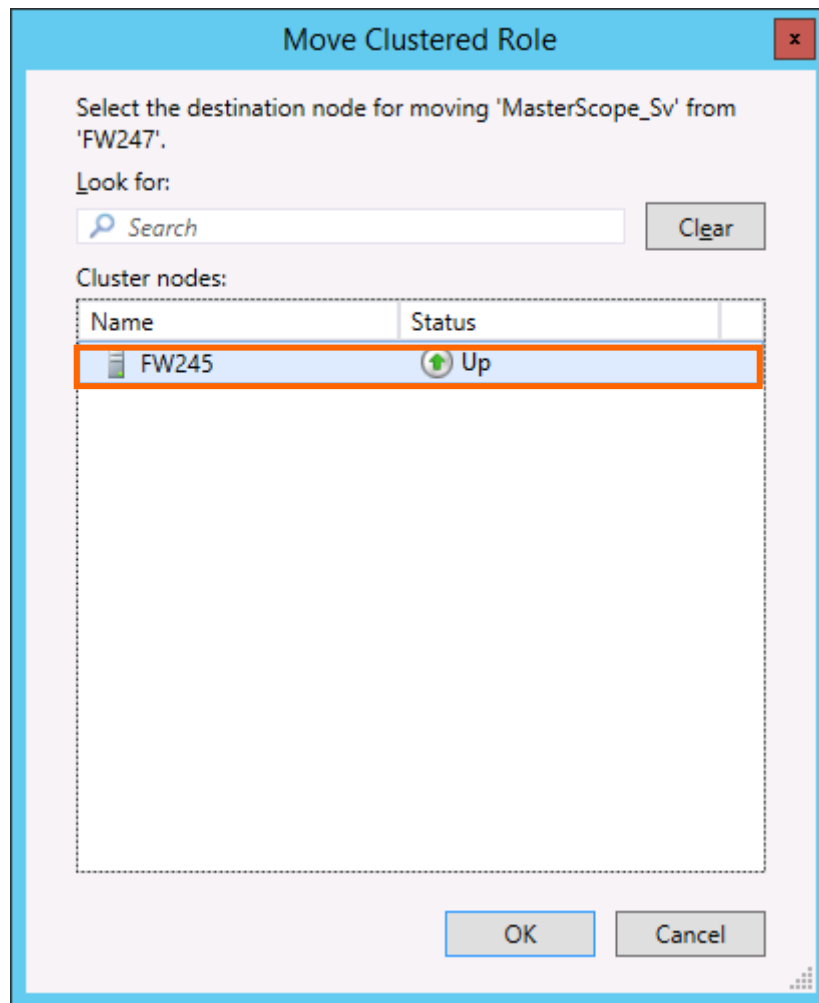 Move Clustered Role
x
Select the destination node for moving 'MasterScope_Sv' from
'FW247'.
Look for:
Search
Clear
Cluster nodes:
Name Status
FW245 Up
OK Cancel